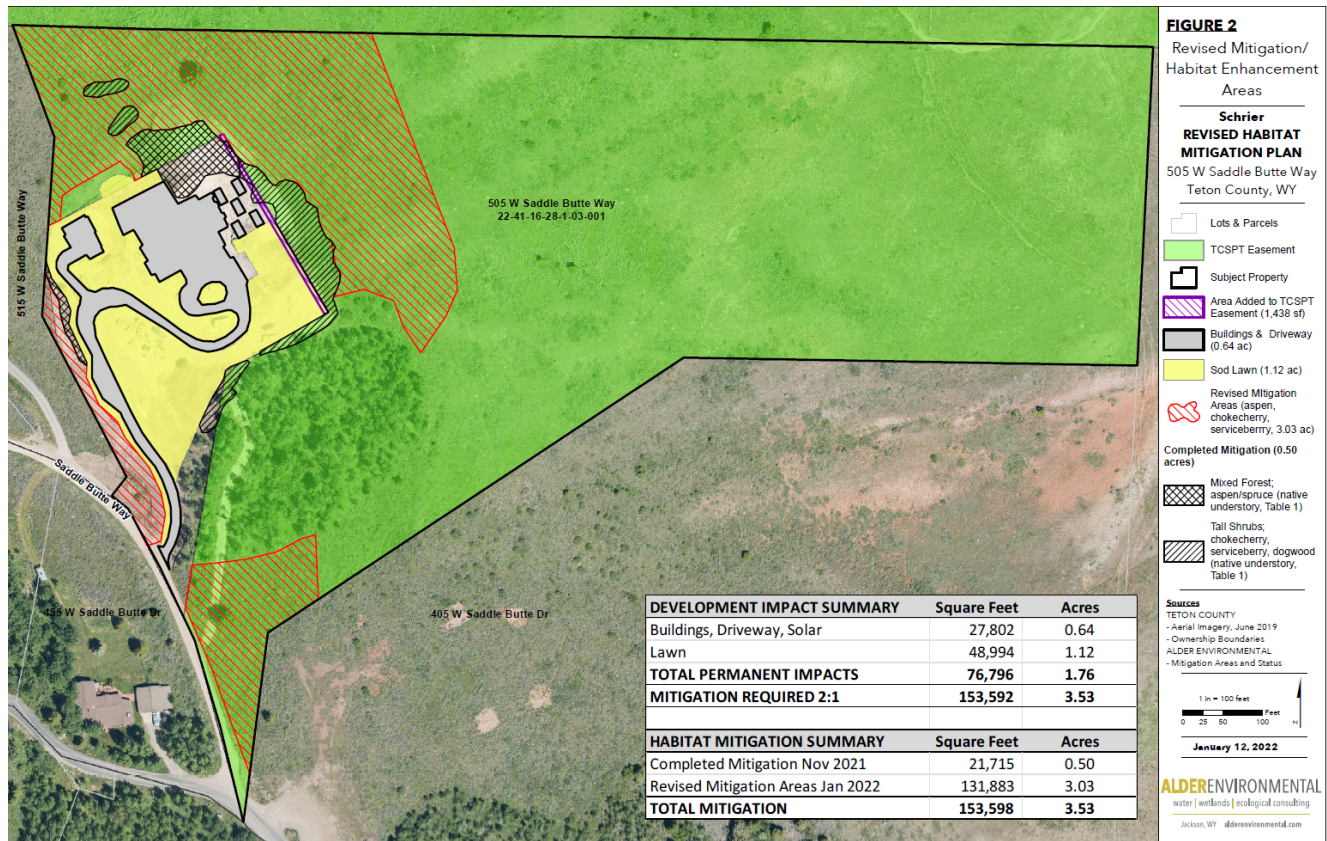 FIGURE 2
Revised Mitigation/
Habitat Enhancement
Areas
Schrier
REVISED HABITAT
MITIGATION PLAN
505 W Saddle Butte Way
Teton County, WY
Lots & Parcels
TCSPT Easement
Subject Property
Area Added to TCSPT
Easement (1,438 sf)
Buildings & Driveway
(0.64 ac)
Sod Lawn (1.12 ac)
Revised MItigation
Areas (aspen,
chokecherry,
serviceberrry, 3.03 ac)
Completed Mitigation (0.50
acres)
Mixed Forest;
aspen/spruce (native
understory, Table 1)
Tall Shrubs;
chokecherry,
serviceberry, dogwood
(native understory,
Table 1)
Sources
TETON COUNTY
- Aerial Imagery, June 2019
- Ownership Boundaries
ALDER ENVIRONMENTAL
- Mitigation Areas and Status
1 in = 100 feet
Feet
0 25 50 100
N
January 12, 2022
ALDERENVIRONMENTAL
water | wetlands | ecological consulting
Jackson, WY alderenvironmental.com
505 W Saddle Butte Way
22-41-16-28-1-03-001
515 W Saddle Butte Way
Saddle Butte Way
455 W Saddle Butte Dr
405 W Saddle Butte Dr
DEVELOPMENT IMPACT SUMMARY Square Feet Acres
Buildings, Driveway, Solar 27,802 0.64
Lawn 48,994 1.12
TOTAL PERMANENT IMPACTS 76,796 1.76
MITIGATION REQUIRED 2:1 153,592 3.53
HABITAT MITIGATION SUMMARY Square Feet Acres
Completed Mitigation Nov 2021 21,715 0.50
Revised Mitigation Areas Jan 2022 131,883 3.03
TOTAL MITIGATION 153,598 3.53